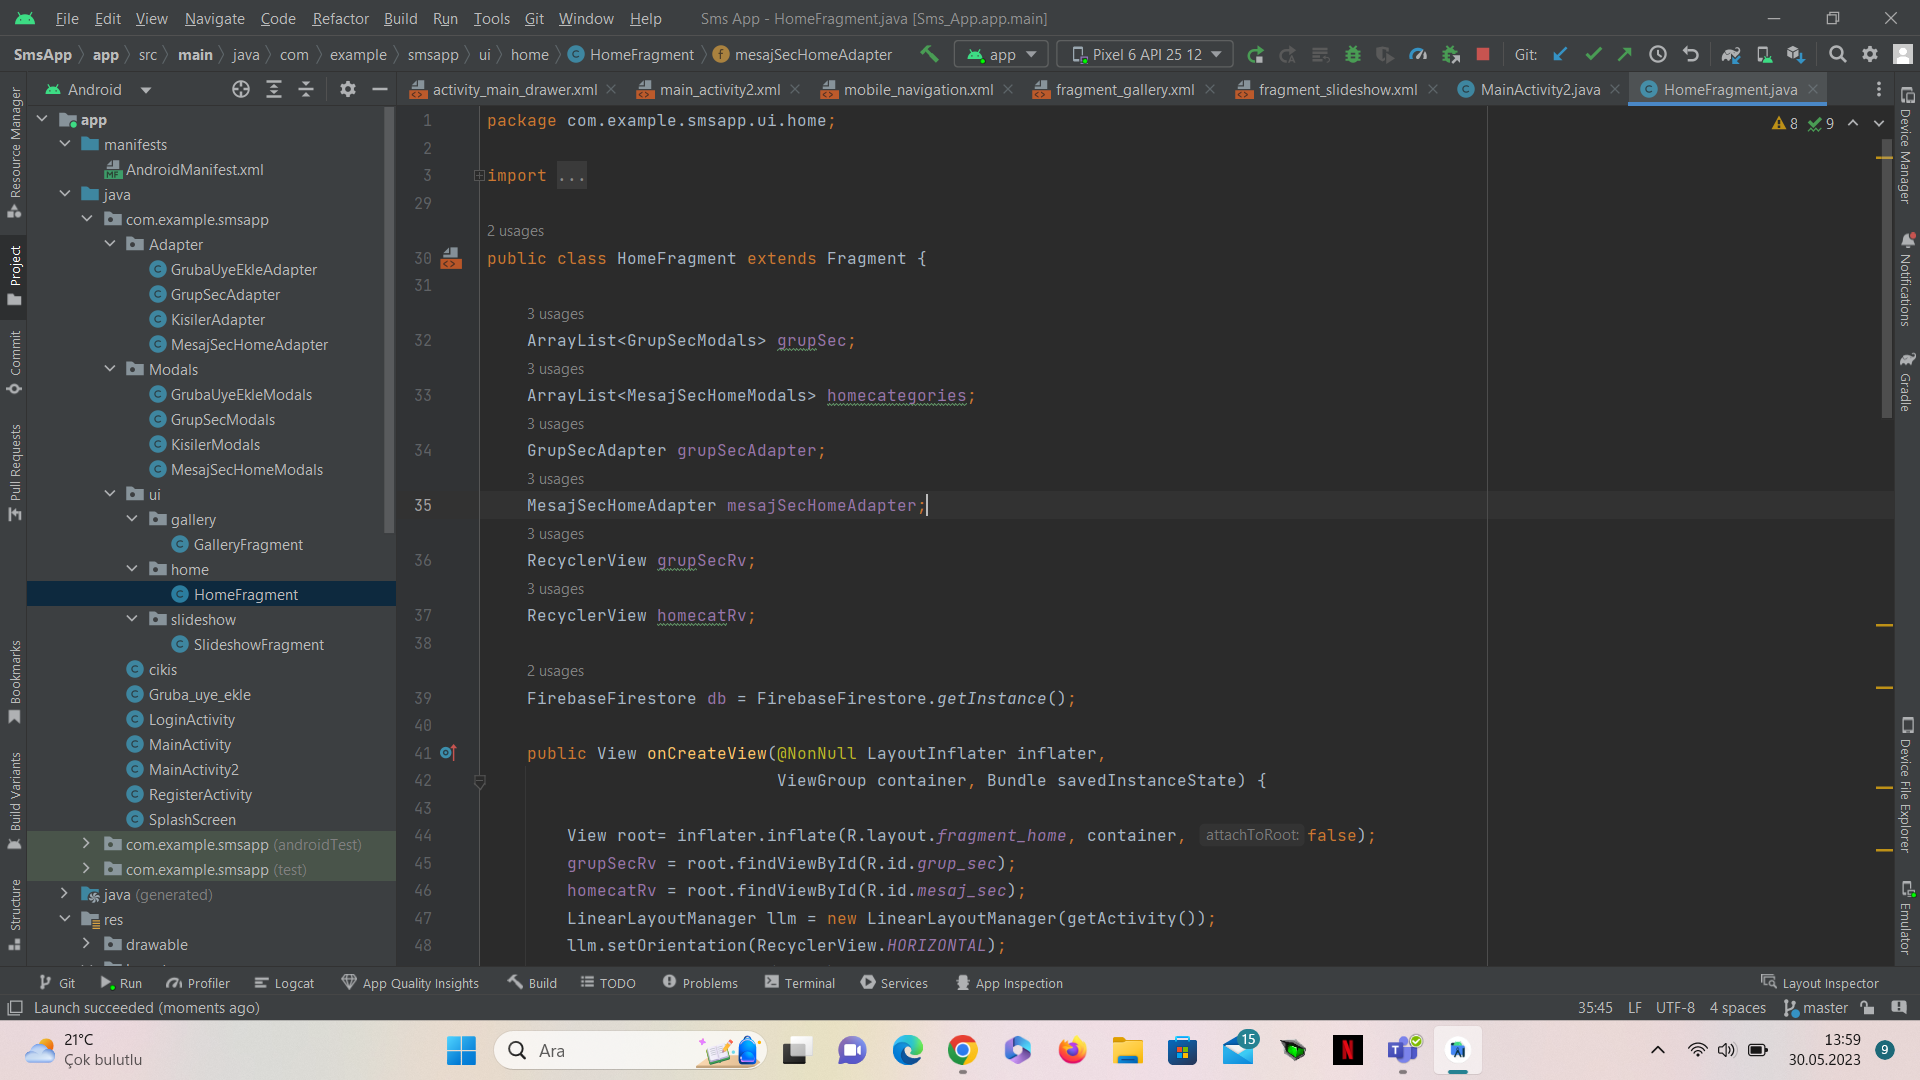 File Edit View Navigate Code Refactor Build Run Tools Git Window Help Sms App - HomeFragment.java [Sms_App.app.main]
SmsApp app src main java com example smsapp ui home HomeFragment mesajSecHomeAdapter app Pixel 6 API 25 12 Git:
Android
activity_main_drawer.xml main_activity2.xml mobile_navigation.xml fragment_gallery.xml fragment_slideshow.xml MainActivity2.java HomeFragment.java
Resource Manager
Project
Commit
Pull Requests
Bookmarks
Build Variants
Structure
app
manifests
AndroidManifest.xml
java
com.example.smsapp
Adapter
GrubaUyeEkleAdapter
GrupSecAdapter
KisilerAdapter
MesajSecHomeAdapter
Modals
GrubaUyeEkleModals
GrupSecModals
KisilerModals
MesajSecHomeModals
ui
gallery
GalleryFragment
home
HomeFragment
slideshow
SlideshowFragment
cikis
Gruba_uye_ekle
LoginActivity
MainActivity
MainActivity2
RegisterActivity
SplashScreen
com.example.smsapp (androidTest)
com.example.smsapp (test)
java (generated)
res
drawable
8 9
1 package com.example.smsapp.ui.home;
2
3 import ...
29
2 usages
30 public class HomeFragment extends Fragment {
31
3 usages
32 ArrayList<GrupSecModals> grupSec;
3 usages
33 ArrayList<MesajSecHomeModals> homecategories;
3 usages
34 GrupSecAdapter grupSecAdapter;
3 usages
35 MesajSecHomeAdapter mesajSecHomeAdapter;
3 usages
36 RecyclerView grupSecRv;
3 usages
37 RecyclerView homecatRv;
38
2 usages
39 FirebaseFirestore db = FirebaseFirestore.getInstance();
40
41 public View onCreateView(@NonNull LayoutInflater inflater,
42 ViewGroup container, Bundle savedInstanceState) {
43
44 View root= inflater.inflate(R.layout.fragment_home, container, attachToRoot: false);
45 grupSecRv = root.findViewById(R.id.grup_sec);
46 homecatRv = root.findViewById(R.id.mesaj_sec);
47 LinearLayoutManager llm = new LinearLayoutManager(getActivity());
48 llm.setOrientation(RecyclerView.HORIZONTAL);
Device Manager
Notifications
Gradle
Device File Explorer
Emulator
Git Run Profiler Logcat App Quality Insights Build TODO Problems Terminal Services App Inspection Layout Inspector
Launch succeeded (moments ago) 35:45 LF UTF-8 4 spaces master
21°C
Çok bulutlu
Ara
15
13:59
30.05.2023
9